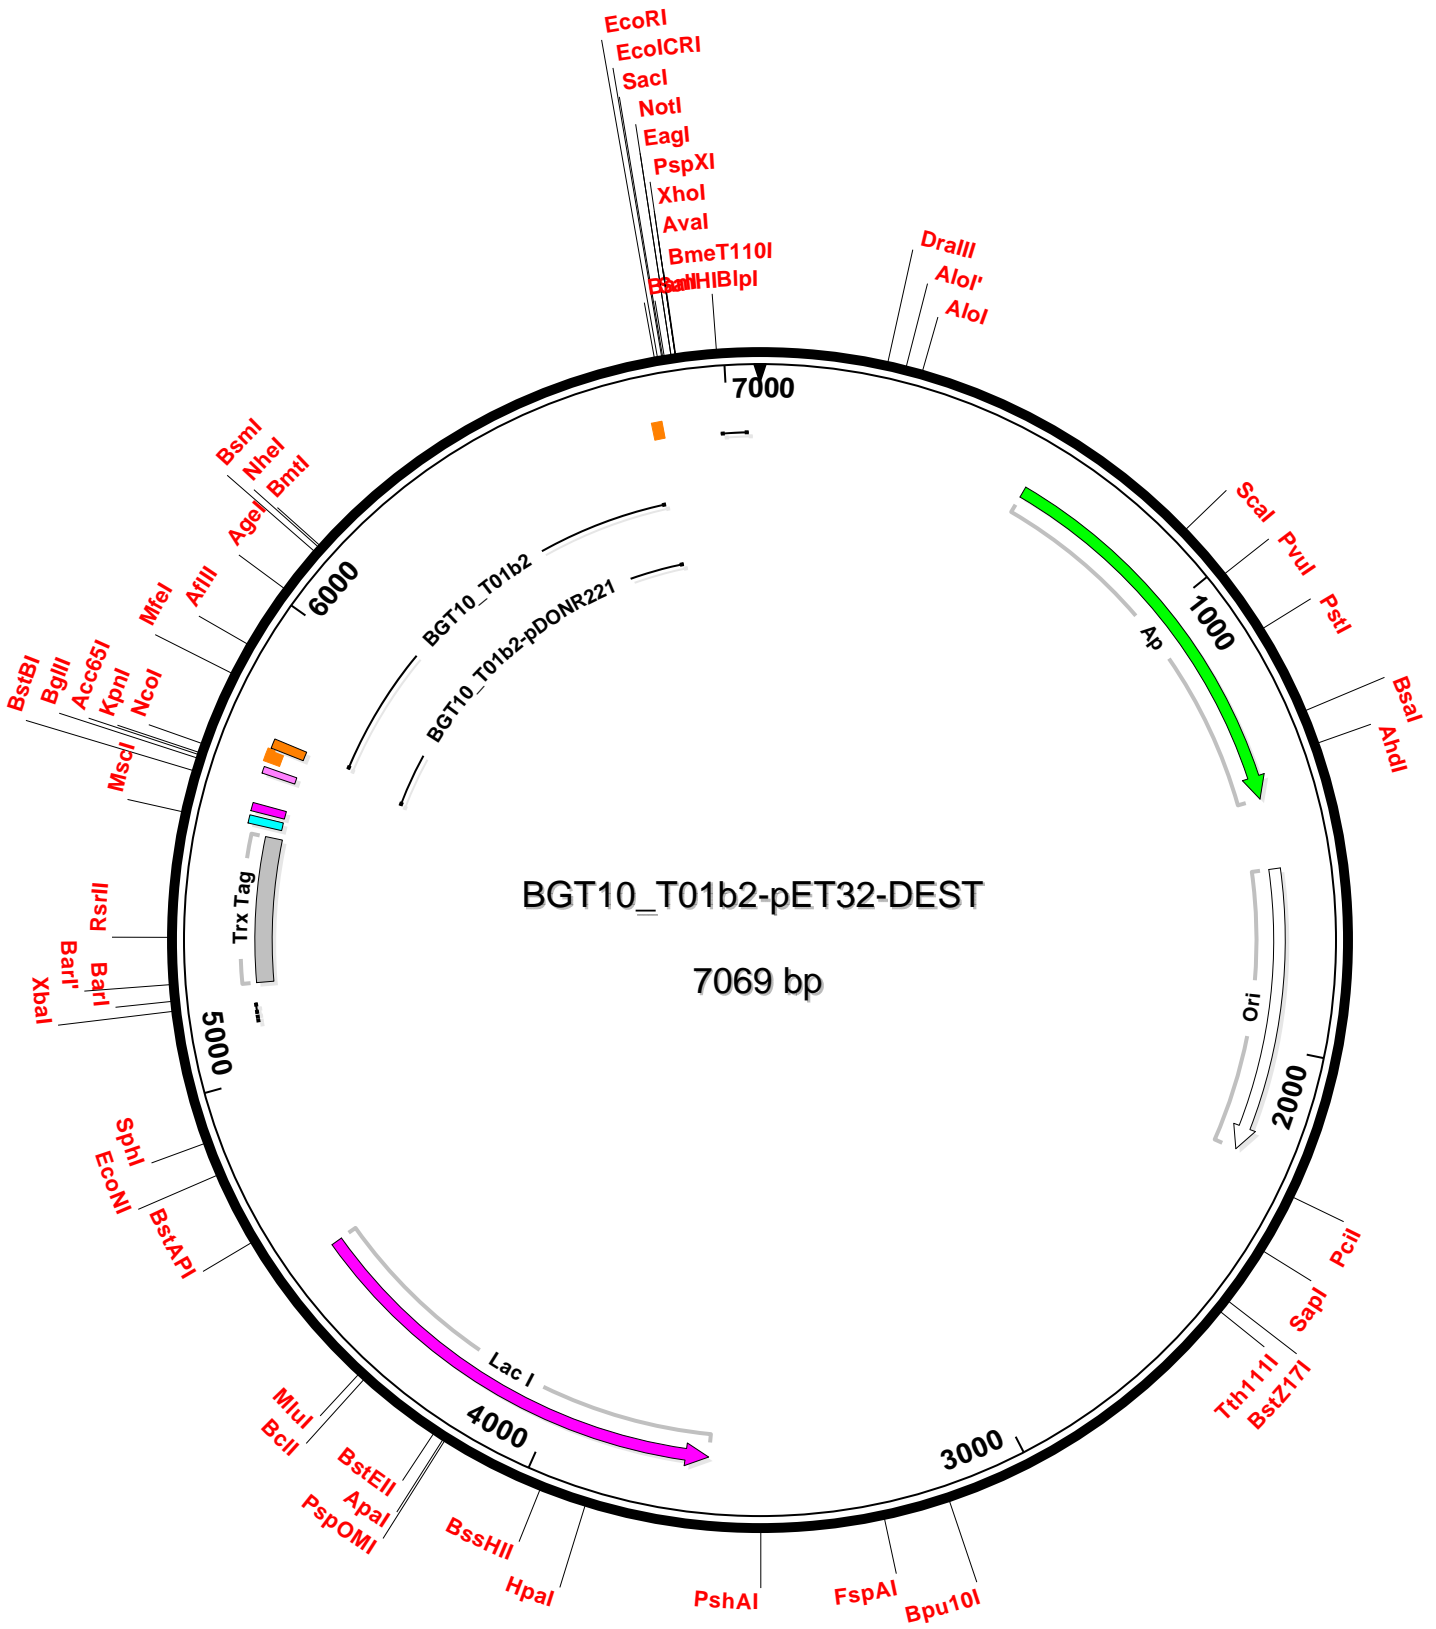 EcoRI
EcoICRI
SacI
NotI
EagI
PspXI
XhoI
AvaI
BmeT110I
BamHI
SalI
BlpI
DraIII
AloI'
AloI
ScaI
PvuI
PstI
BsaI
AhdI
PciI
SapI
BstZ17I
Tth111I
Bpu10I
FspAI
PshAI
HpaI
BssHII
PspOMI
ApaI
BstEII
BclI
MluI
BstAPI
EcoNI
SphI
XbaI
BarI
BarI'
RsrII
MscI
BstBI
BglII
Acc65I
KpnI
NcoI
MfeI
AflII
AgeI
BsmI
NheI
BmtI
7000
1000
2000
3000
4000
5000
6000
Ap
Ori
Lac I
Trx Tag
BGT10_T01b2
BGT10_T01b2-pDONR221
BGT10_T01b2-pET32-DEST
7069 bp